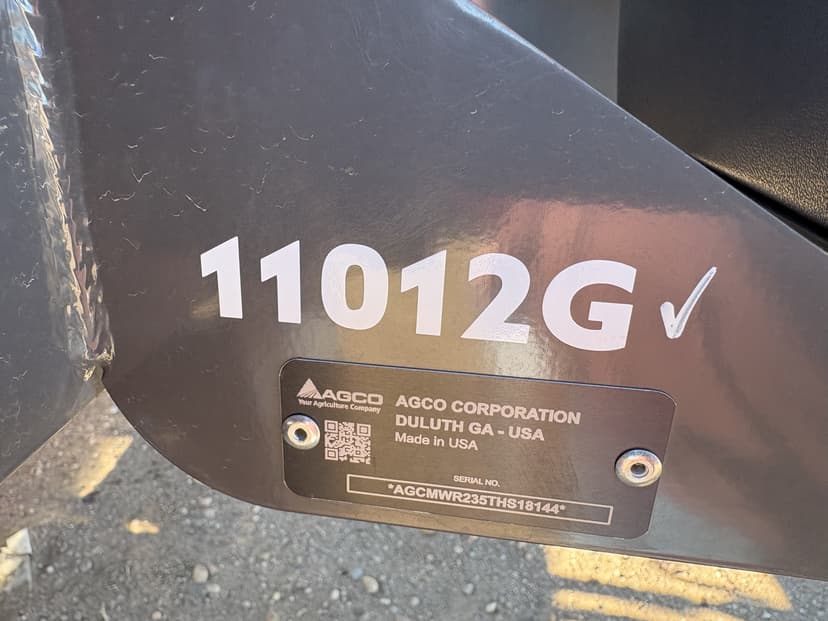 11012G ✓
AGCO
Your Agriculture Company
AGCO CORPORATION
DULUTH GA - USA
Made in USA
SERIAL NO.
*AGCMWR235THS18144*